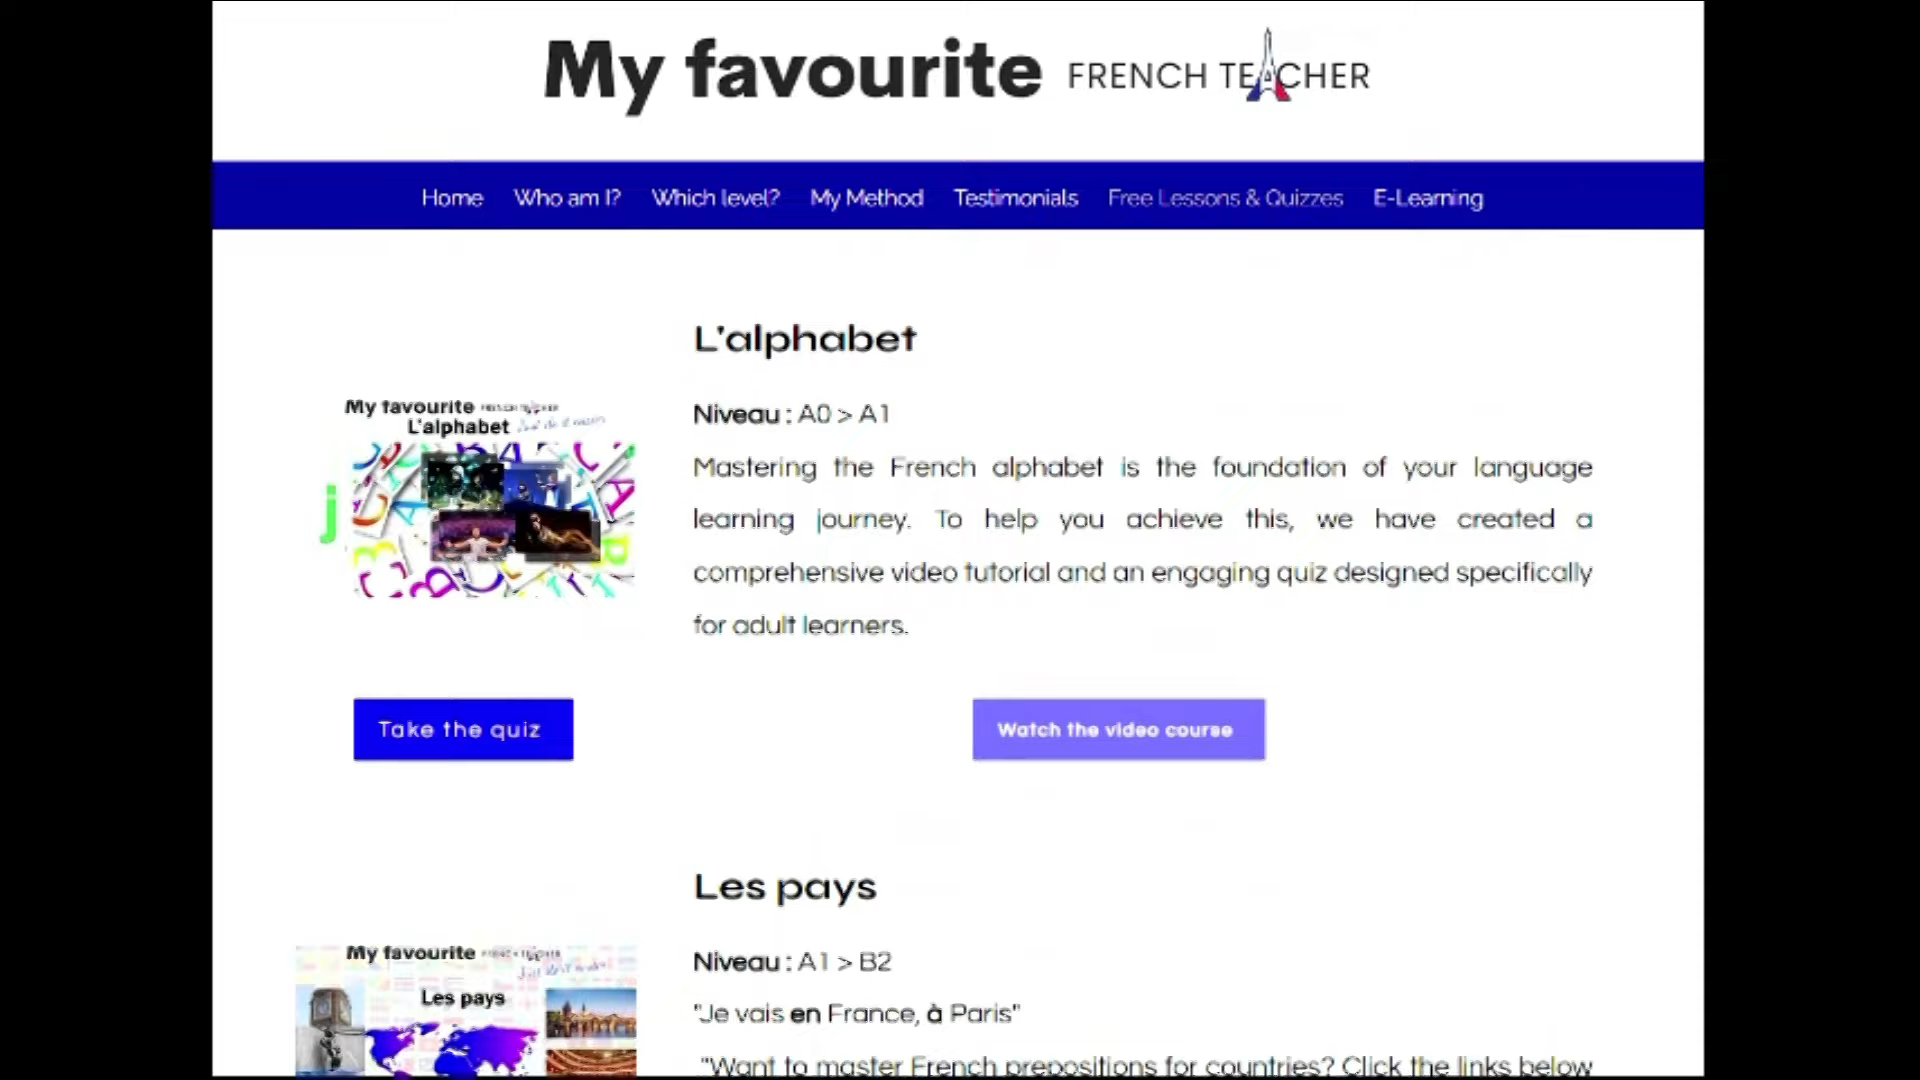 My favourite FRENCH TEACHER
Home Who am I? Which level? My Method Testimonials Free Lessons & Quizzes E-Learning
L'alphabet
My favourite
L'alphabet
j
Niveau : A0 > A1
Mastering the French alphabet is the foundation of your language
learning journey. To help you achieve this, we have created a
comprehensive video tutorial and an engaging quiz designed specifically
for adult learners.
Take the quiz
Watch the video course
Les pays
My favourite
Les pays
Niveau : A1 > B2
"Je vais en France, à Paris"
"Want to master French prepositions for countries? Click the links below